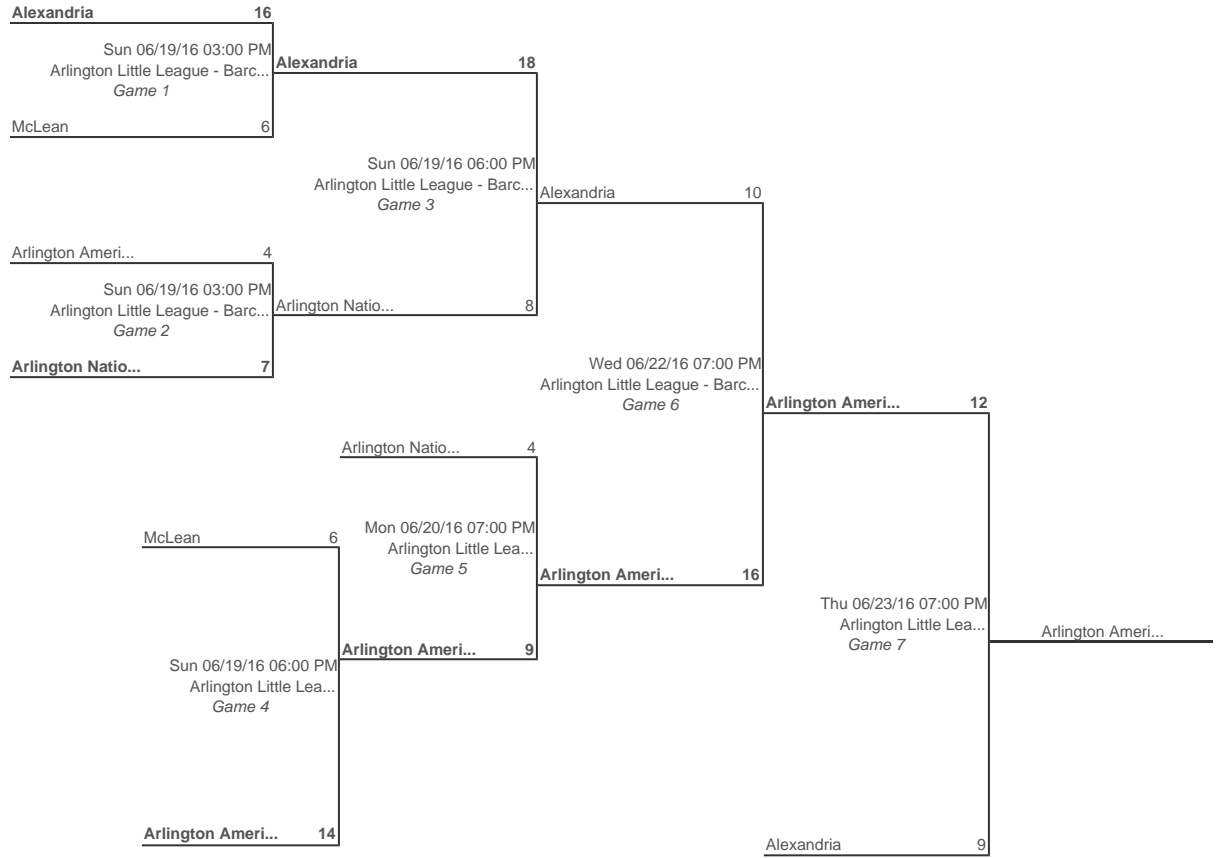 Alexandria 16
Sun 06/19/16 03:00 PM
Arlington Little League - Barc...
Game 1
McLean 6
Alexandria 18
Sun 06/19/16 06:00 PM
Arlington Little League - Barc...
Game 3
Arlington Ameri... 4
Sun 06/19/16 03:00 PM
Arlington Little League - Barc...
Game 2
Arlington Natio... 7
Arlington Natio... 8
Alexandria 10
Wed 06/22/16 07:00 PM
Arlington Little League - Barc...
Game 6
Arlington Natio... 4
Mon 06/20/16 07:00 PM
Arlington Little Lea...
Game 5
McLean 6
Sun 06/19/16 06:00 PM
Arlington Little Lea...
Game 4
Arlington Ameri... 14
Arlington Ameri... 9
Arlington Ameri... 16
Arlington Ameri... 12
Thu 06/23/16 07:00 PM
Arlington Little Lea...
Game 7
Alexandria 9
Arlington Ameri...